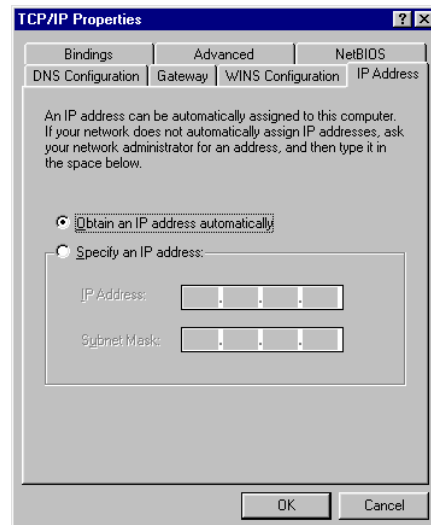 TCP/IP Properties
Bindings Advanced NetBIOS
DNS Configuration Gateway WINS Configuration IP Address
An IP address can be automatically assigned to this computer.
If your network does not automatically assign IP addresses, ask
your network administrator for an address, and then type it in
the space below.
Obtain an IP address automatically
Specify an IP address:
IP Address:
. . .
Subnet Mask:
. . .
OK Cancel